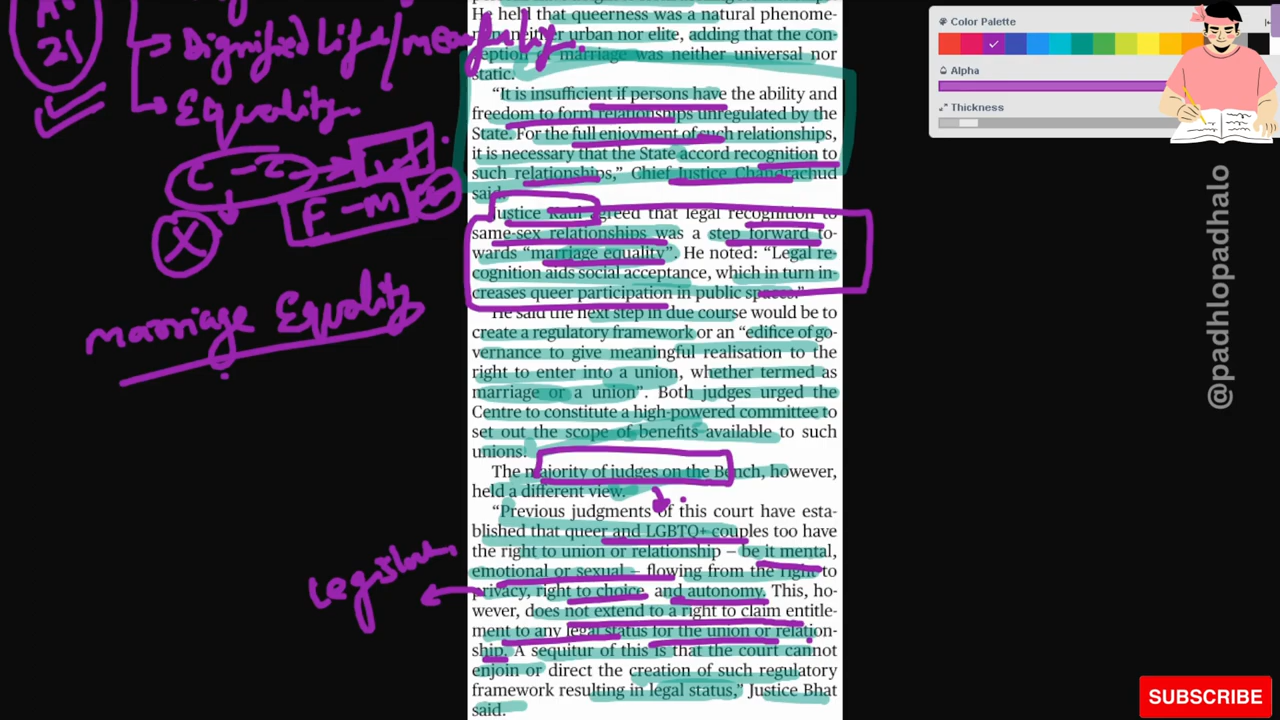 He held that queerness was a natural phenome-
neither urban nor elite, adding that the con-
ception of marriage was neither universal nor
static.
“It is insufficient if persons have the ability and
freedom to form relationships unregulated by the
State. For the full enjoyment of such relationships,
it is necessary that the State accord recognition to
such relationships,” Chief Justice Chandrachud
said.
Justice Kaul agreed that legal recognition to
same-sex relationships was a step forward to-
wards “marriage equality”. He noted: “Legal re-
cognition aids social acceptance, which in turn in-
creases queer participation in public spaces.”
He said the next step in due course would be to
create a regulatory framework or an “edifice of go-
vernance to give meaningful realisation to the
right to enter into a union, whether termed as
marriage or a union”. Both judges urged the
Centre to constitute a high-powered committee to
set out the scope of benefits available to such
unions.
The majority of judges on the Bench, however,
held a different view.
“Previous judgments of this court have esta-
blished that queer and LGBTQ+ couples too have
the right to union or relationship – be it mental,
emotional or sexual – flowing from the right to
privacy, right to choice and autonomy. This, ho-
wever, does not extend to a right to claim entitle-
ment to any legal status for the union or relation-
ship. A sequitur of this is that the court cannot
enjoin or direct the creation of such regulatory
framework resulting in legal status,” Justice Bhat
said.
Dignified life/
Equality
F - M
marriage Equality
Color Palette
Alpha
Thickness
@padhlopadhalo
SUBSCRIBE